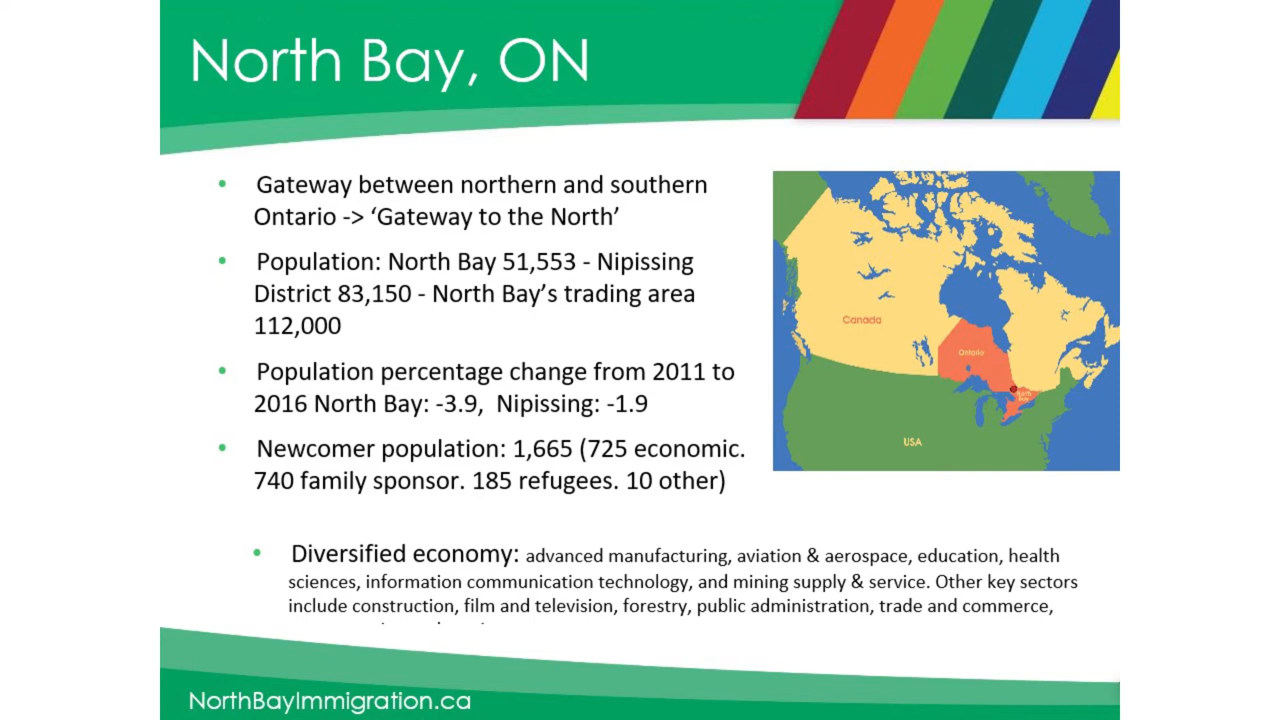 North Bay, ON
• Gateway between northern and southern
Ontario -> ‘Gateway to the North’
• Population: North Bay 51,553 - Nipissing
District 83,150 - North Bay’s trading area
112,000
• Population percentage change from 2011 to
2016 North Bay: -3.9, Nipissing: -1.9
• Newcomer population: 1,665 (725 economic.
740 family sponsor. 185 refugees. 10 other)
Canada
Ontario
North
Bay
USA
• Diversified economy: advanced manufacturing, aviation & aerospace, education, health
sciences, information communication technology, and mining supply & service. Other key sectors
include construction, film and television, forestry, public administration, trade and commerce,
NorthBayImmigration.ca